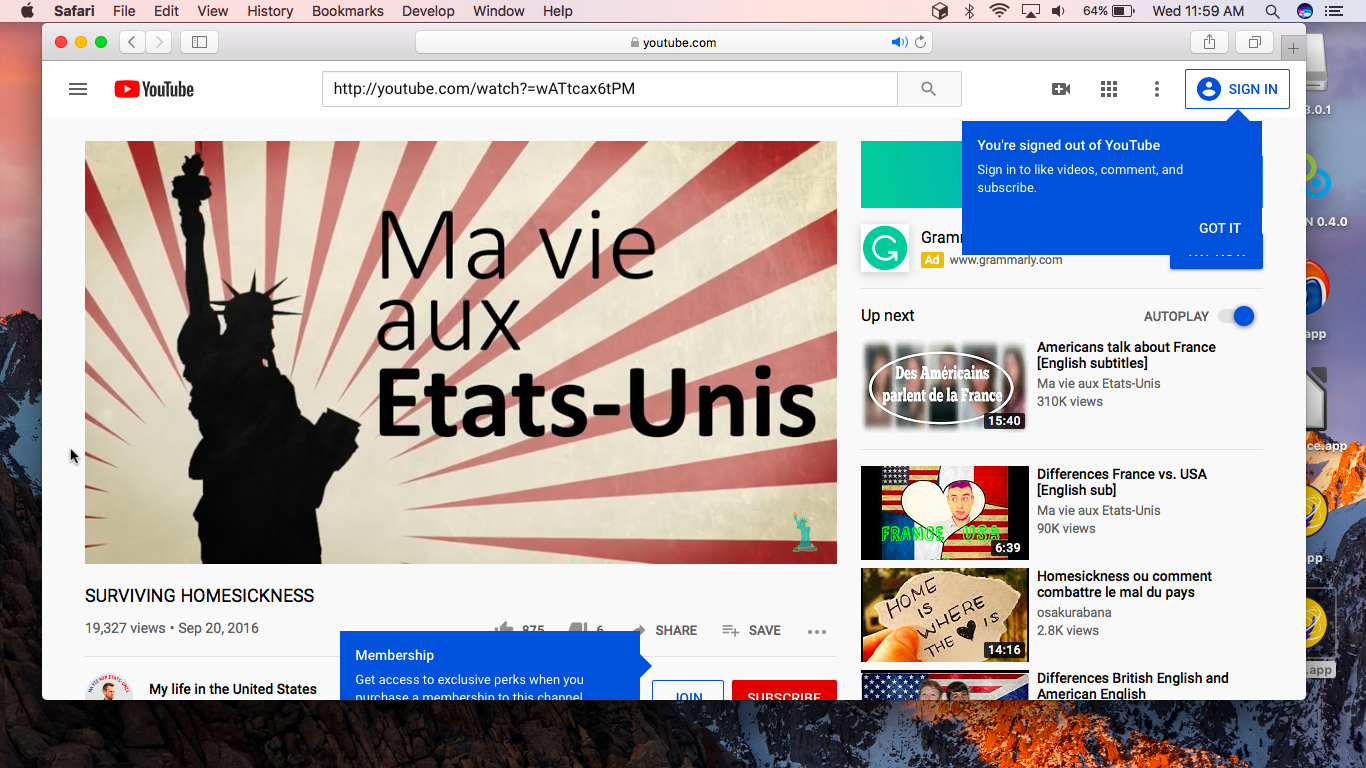 Safari File Edit View History Bookmarks Develop Window Help 64% Wed 11:59 AM
youtube.com
YouTube
http://youtube.com/watch?=wATtcax6tPM
SIGN IN
You're signed out of YouTube
Sign in to like videos, comment, and
subscribe.
GOT IT
Ma vie
aux
Etats-Unis
Ad www.grammarly.com
Up next
AUTOPLAY
Des Américains
parlent de la France
15:40
Americans talk about France
[English subtitles]
Ma vie aux Etats-Unis
310K views
FRANCE USA
6:39
Differences France vs. USA
[English sub]
Ma vie aux Etats-Unis
90K views
HOME
IS
WHERE
THE IS
14:16
Homesickness ou comment
combattre le mal du pays
osakurabana
2.8K views
Differences British English and
American English
SURVIVING HOMESICKNESS
19,327 views • Sep 20, 2016
875 6 SHARE SAVE
Membership
Get access to exclusive perks when you
purchase a membership to this channel
MA VIE AUX ETATS-UNIS
My life in the United States
JOIN
SUBSCRIBE
3.0.1
N 0.4.0
app
ce.app
pp
.app